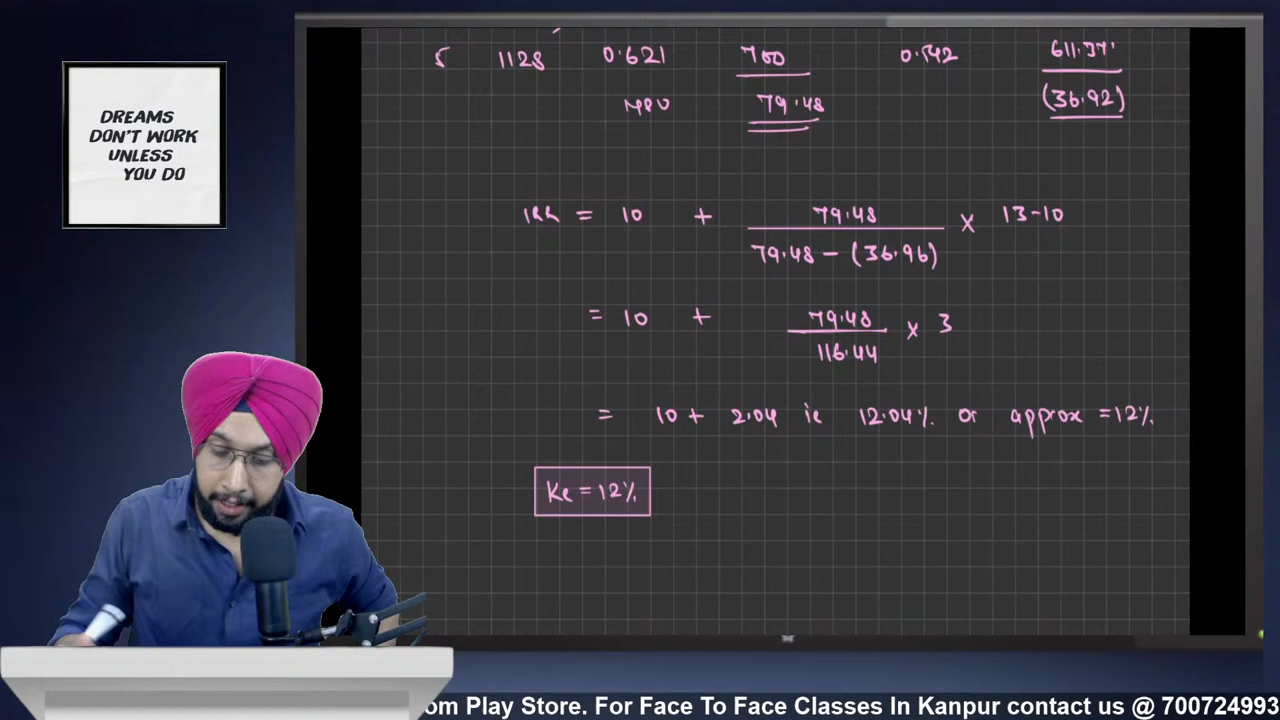 DREAMS
DON'T WORK
UNLESS
YOU DO
5 1128 0.621 700 0.542 611.37
NPV 79.48 (36.92)
IRR = 10 + 79.48 / 79.48 - (36.96) × 13-10
= 10 + 79.48 / 116.44 × 3
= 10 + 2.04 ie 12.04% or approx = 12%
Ke = 12%
om Play Store. For Face To Face Classes In Kanpur contact us @ 700724993